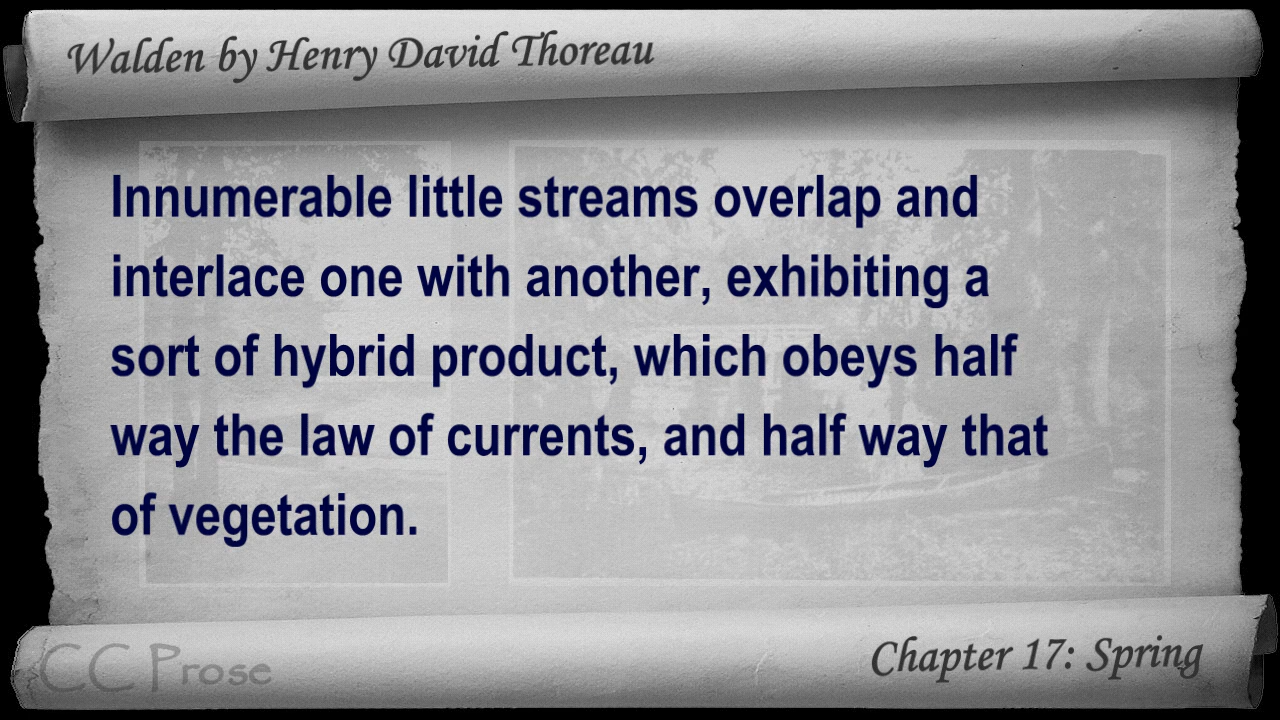 Walden by Henry David Thoreau
Innumerable little streams overlap and
interlace one with another, exhibiting a
sort of hybrid product, which obeys half
way the law of currents, and half way that
of vegetation.
CC Prose
Chapter 17: Spring